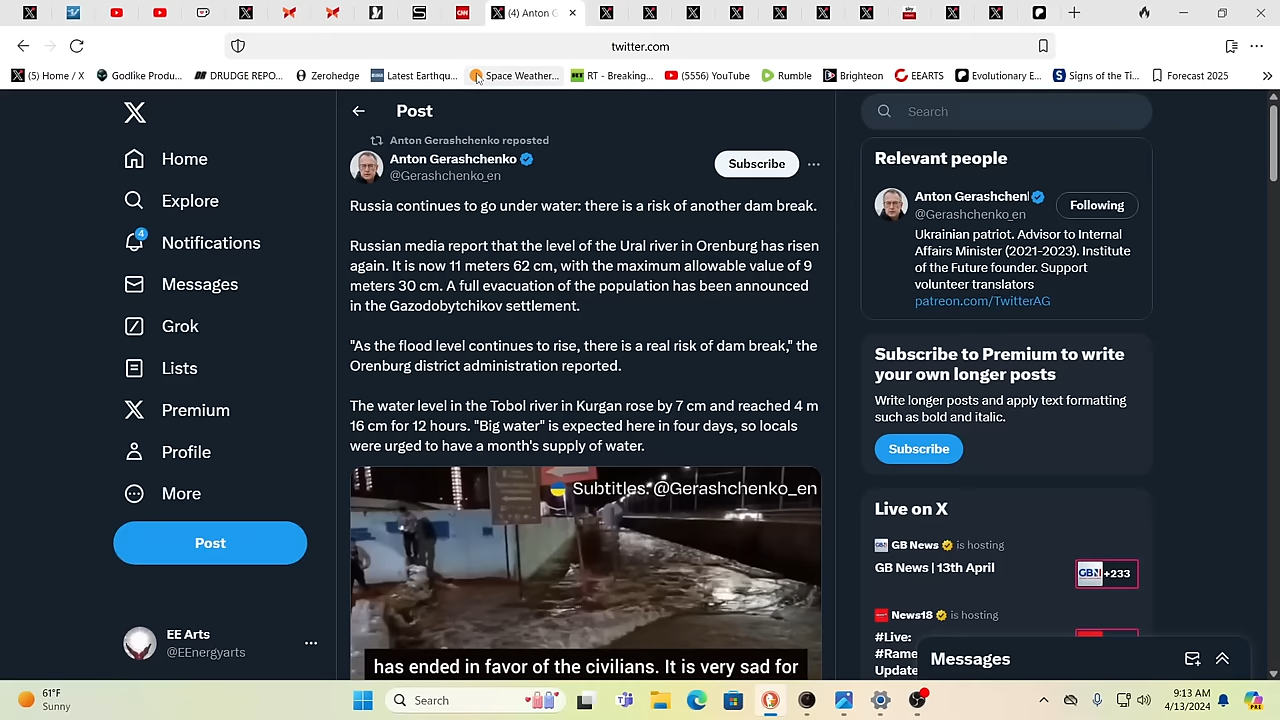 (4) Anton G
twitter.com
(5) Home / X
Godlike Produ...
DRUDGE REPO...
Zerohedge
Latest Earthqu...
Space Weather...
RT - Breaking...
(5556) YouTube
Rumble
Brighteon
EEARTS
Evolutionary E...
Signs of the Ti...
Forecast 2025
Home
Explore
4
Notifications
Messages
Grok
Lists
Premium
Profile
More
Post
EE Arts
@EEnergyarts
Post
Anton Gerashchenko reposted
Anton Gerashchenko
@Gerashchenko_en
Subscribe
Russia continues to go under water: there is a risk of another dam break.
Russian media report that the level of the Ural river in Orenburg has risen
again. It is now 11 meters 62 cm, with the maximum allowable value of 9
meters 30 cm. A full evacuation of the population has been announced
in the Gazodobytchikov settlement.
"As the flood level continues to rise, there is a real risk of dam break," the
Orenburg district administration reported.
The water level in the Tobol river in Kurgan rose by 7 cm and reached 4 m
16 cm for 12 hours. "Big water" is expected here in four days, so locals
were urged to have a month's supply of water.
Subtitles: @Gerashchenko_en
has ended in favor of the civilians. It is very sad for
Search
Relevant people
Anton Gerashchenl
@Gerashchenko_en
Following
Ukrainian patriot. Advisor to Internal
Affairs Minister (2021-2023). Institute
of the Future founder. Support
volunteer translators
patreon.com/TwitterAG
Subscribe to Premium to write
your own longer posts
Write longer posts and apply text formatting
such as bold and italic.
Subscribe
Live on X
GB News is hosting
GB News | 13th April
GBN +233
News18 is hosting
#Live:
#Rame
Update
Messages
61°F
Sunny
Search
9:13 AM
4/13/2024